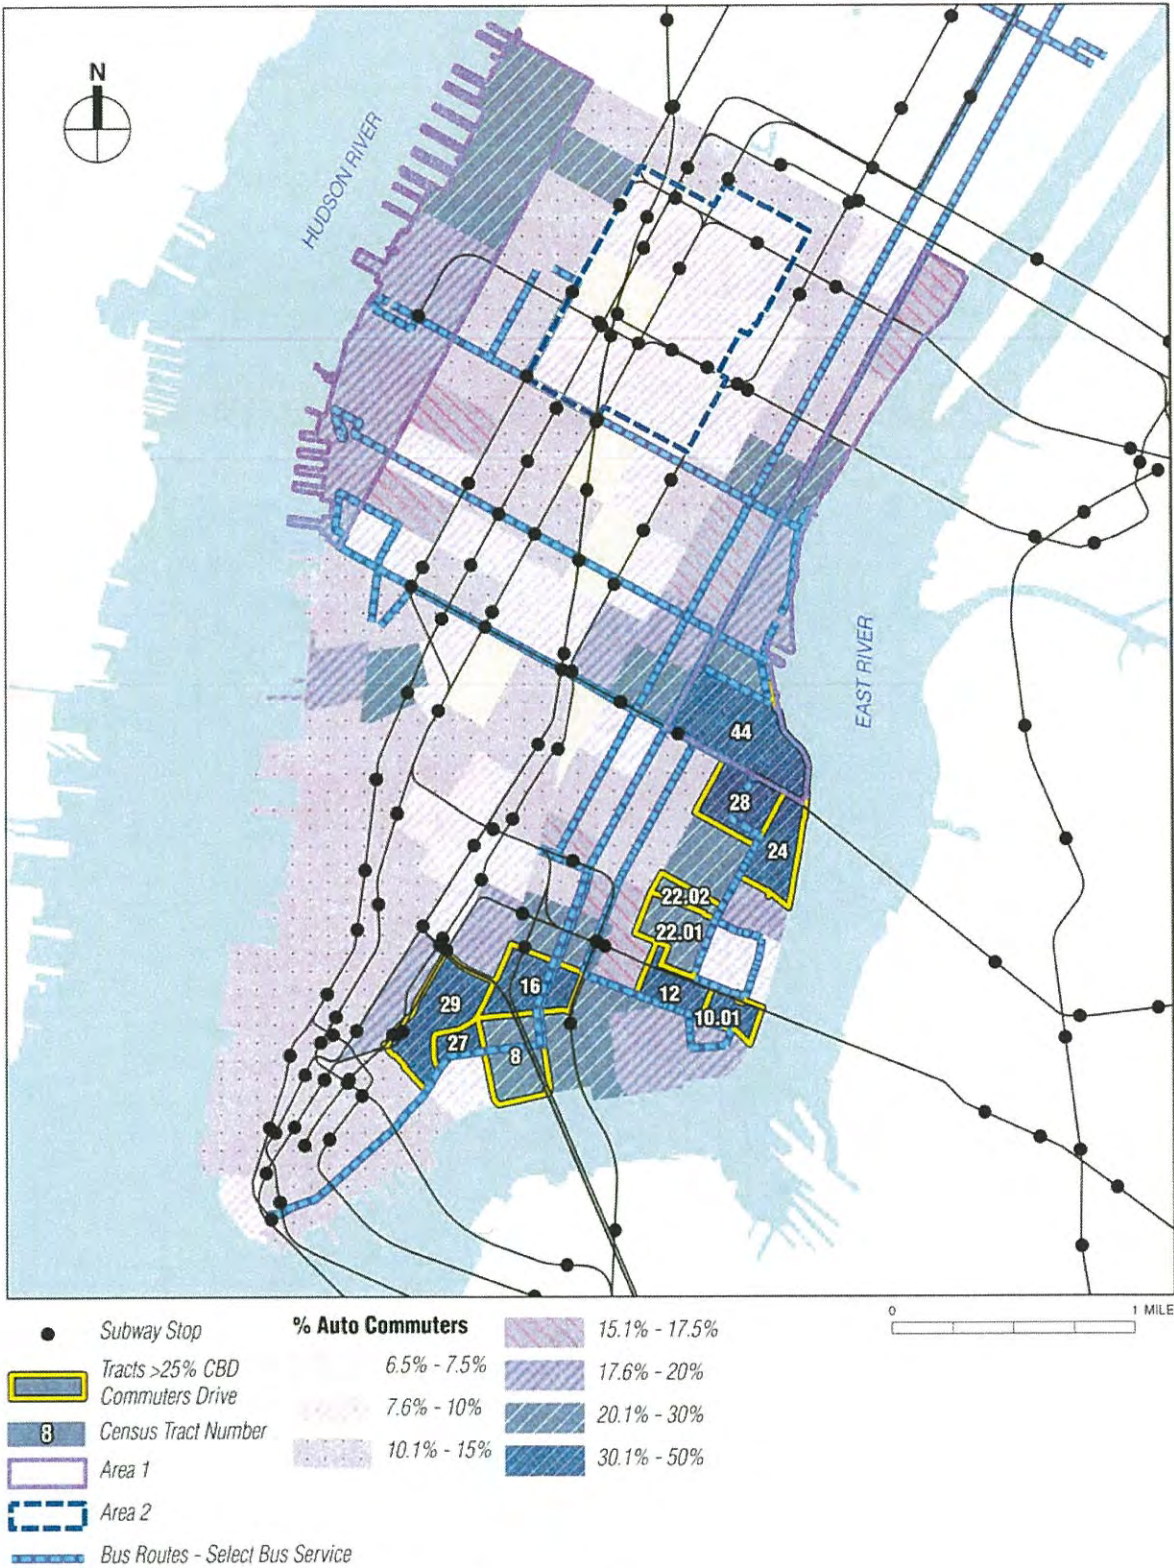 N
HUDSON RIVER
EAST RIVER
44
28
24
22.02
22.01
16
12
29
10.01
27
8
0 1 MILE
Subway Stop
Tracts >25% CBD
Commuters Drive
8 Census Tract Number
Area 1
Area 2
Bus Routes - Select Bus Service
% Auto Commuters
6.5% - 7.5%
7.6% - 10%
10.1% - 15%
15.1% - 17.5%
17.6% - 20%
20.1% - 30%
30.1% - 50%